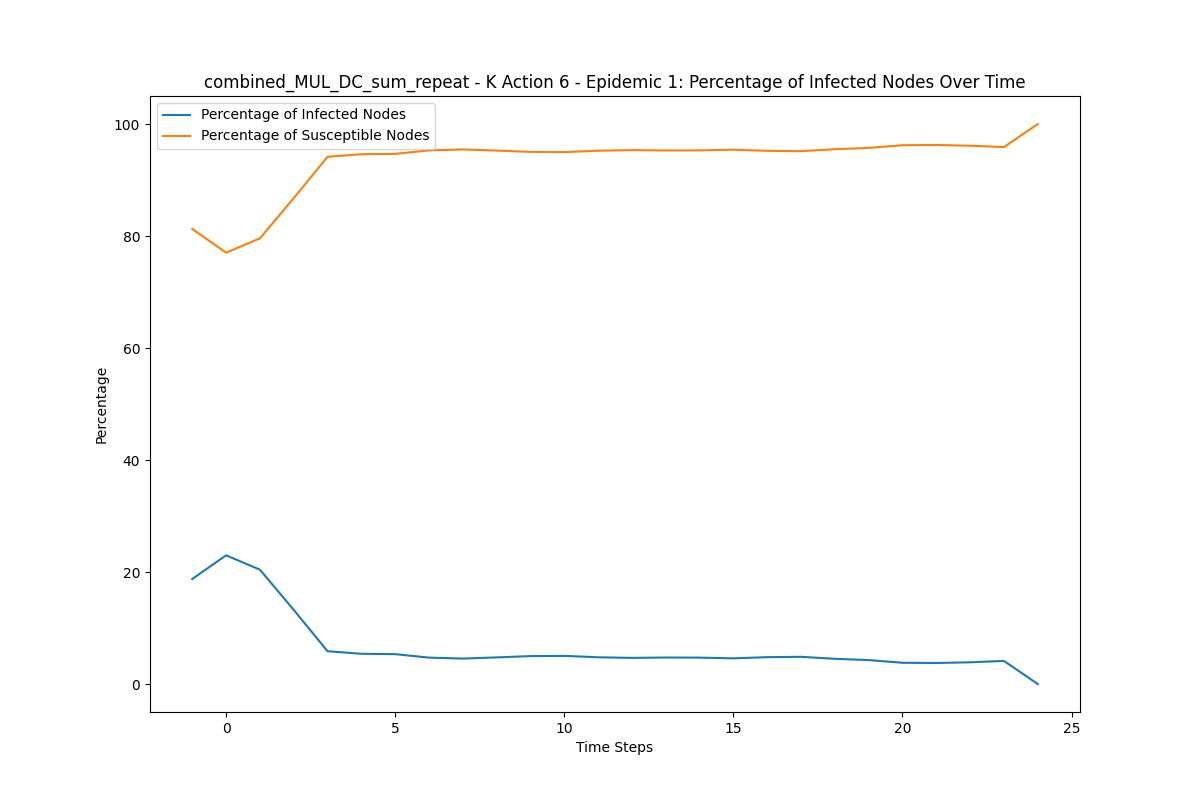 combined_MUL_DC_sum_repeat - K Action 6 - Epidemic 1: Percentage of Infected Nodes Over Time
Percentage of Infected Nodes
Percentage of Susceptible Nodes
100
80
60
40
20
0
Percentage
0 5 10 15 20 25
Time Steps